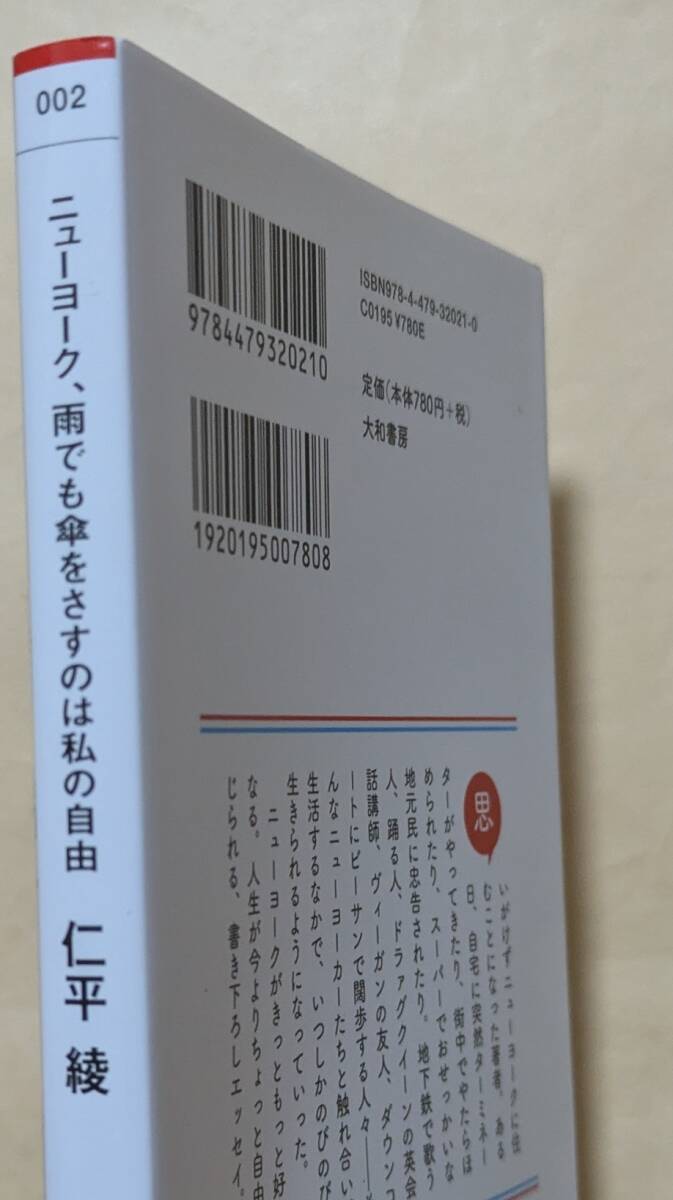 002
ニューヨーク、雨でも傘をさすのは私の自由 仁平 綾
9784479320210
1920195007808
ISBN978-4-479-32021-0
C0195 ¥780E
定価(本体780円+税)
大和書房
思いがけずニューヨークに住
むことになった著者。ある
日、自宅に突然ターミネー
ターがやってきたり、街中でやたらほ
められたり、スーパーでおせっかいな
地元民に忠告されたり。地下鉄で歌う
人、踊る人、ドラァグクイーンの英会
話講師、ヴィーガンの友人、ダウンコ
ートにビーサンで闊歩する人々――
んなニューヨーカーたちと触れ合い
生活するなかで、いつしかのびのび
生きられるようになっていった。
ニューヨークがきっともっと好
なる。人生が今よりちょっと自由
じられる、書き下ろしエッセイ。